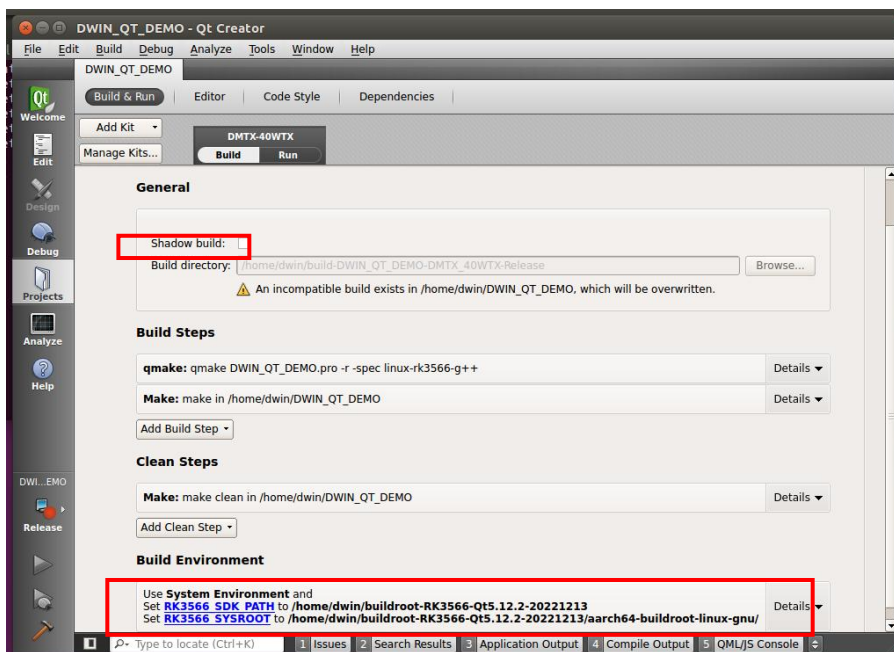 DWIN_QT_DEMO - Qt Creator
File Edit Build Debug Analyze Tools Window Help
DWIN_QT_DEMO
Build & Run Editor Code Style Dependencies
Welcome
Add Kit
DMTX-40WTX
Manage Kits...
Build Run
Edit
General
Design
Shadow build:
Debug
Build directory: /home/dwin/build-DWIN_QT_DEMO-DMTX_40WTX-Release Browse...
An incompatible build exists in /home/dwin/DWIN_QT_DEMO, which will be overwritten.
Projects
Build Steps
Analyze
qmake: qmake DWIN_QT_DEMO.pro -r -spec linux-rk3566-g++ Details
Help
Make: make in /home/dwin/DWIN_QT_DEMO Details
Add Build Step
Clean Steps
DWI...EMO
Make: make clean in /home/dwin/DWIN_QT_DEMO Details
Release
Add Clean Step
Build Environment
Use System Environment and
Set RK3566_SDK_PATH to /home/dwin/buildroot-RK3566-Qt5.12.2-20221213
Details
Set RK3566_SYSROOT to /home/dwin/buildroot-RK3566-Qt5.12.2-20221213/aarch64-buildroot-linux-gnu/
Type to locate (Ctrl+K) 1 Issues 2 Search Results 3 Application Output 4 Compile Output 5 QML/JS Console